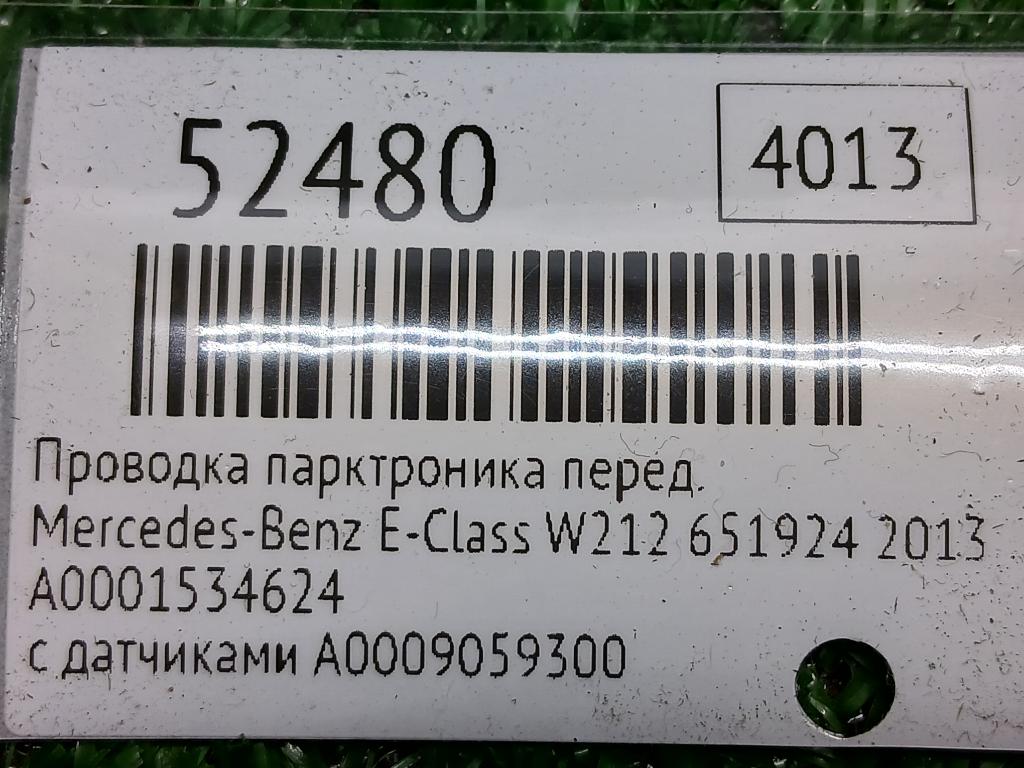 52480
4013
Проводка парктроника перед.
Mercedes-Benz E-Class W212 651924 2013
A0001534624
с датчиками A0009059300